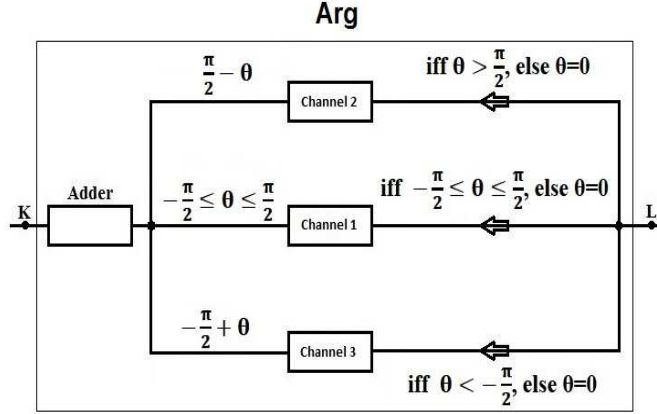 Arg
π/2 − θ
iff θ > π/2, else θ=0
Channel 2
−π/2 ≤ θ ≤ π/2
iff −π/2 ≤ θ ≤ π/2, else θ=0
Adder
K
Channel 1
L
−π/2 + θ
Channel 3
iff θ < −π/2, else θ=0